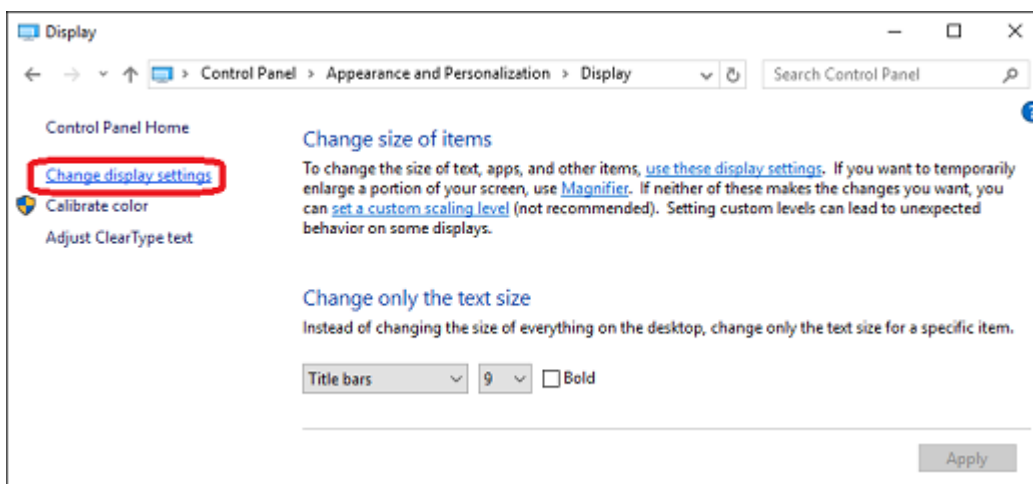 Display
Control Panel > Appearance and Personalization > Display
Search Control Panel
Control Panel Home
Change display settings
Calibrate color
Adjust ClearType text
Change size of items
To change the size of text, apps, and other items, use these display settings. If you want to temporarily
enlarge a portion of your screen, use Magnifier. If neither of these makes the changes you want, you
can set a custom scaling level (not recommended). Setting custom levels can lead to unexpected
behavior on some displays.
Change only the text size
Instead of changing the size of everything on the desktop, change only the text size for a specific item.
Title bars 9 Bold
Apply